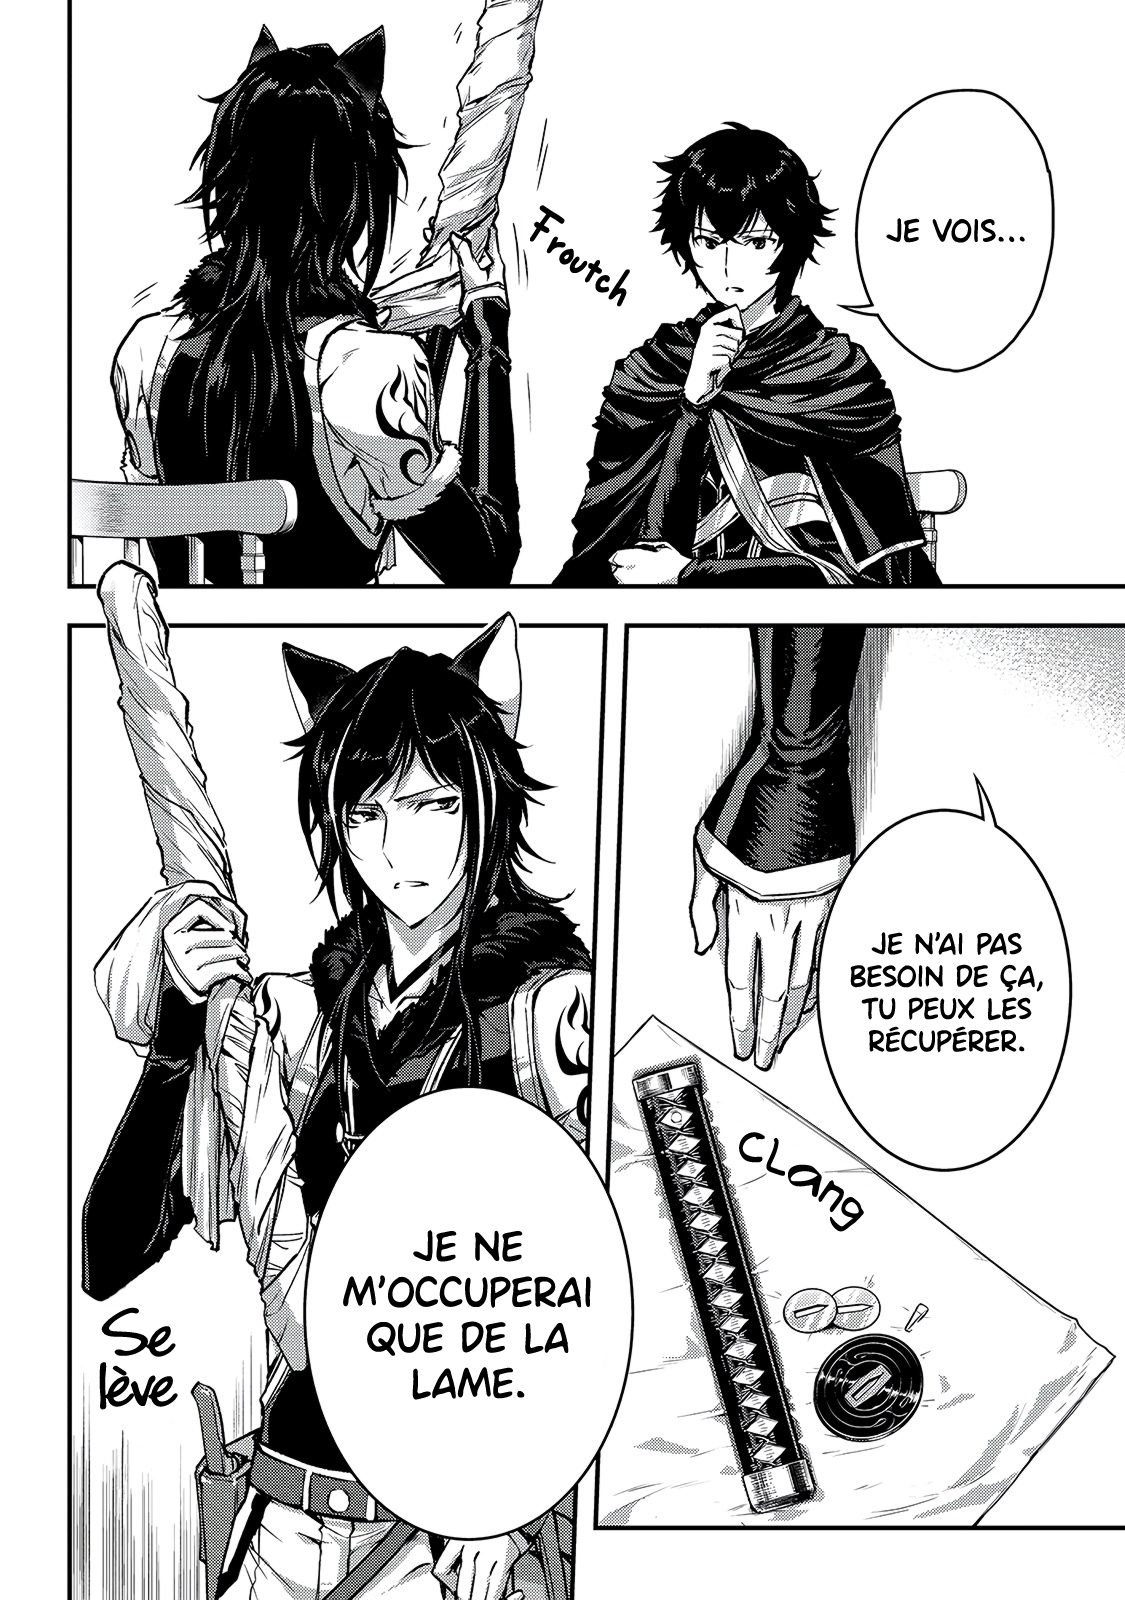 JE VOIS...
Froutch
JE N'AI PAS
BESOIN DE ÇA,
TU PEUX LES
RÉCUPÉRER.
CLang
JE NE
M'OCCUPERAI
QUE DE LA
LAME.
Se
lève